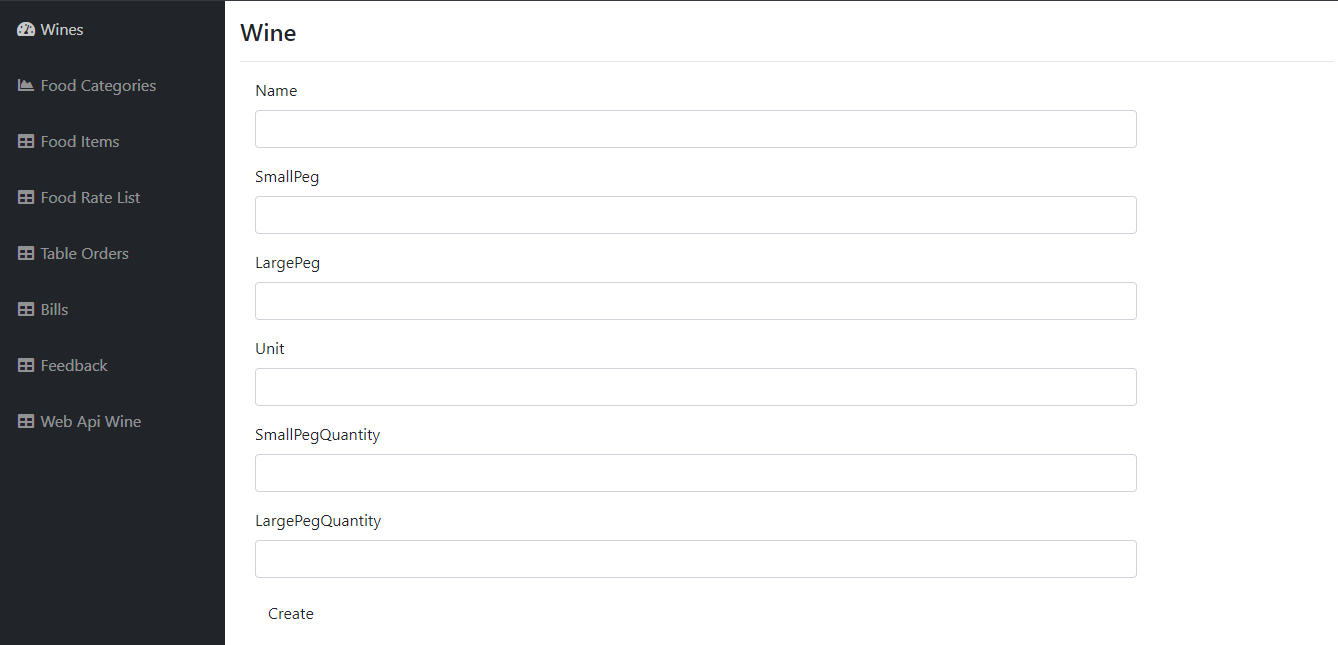 Wines
Food Categories
Food Items
Food Rate List
Table Orders
Bills
Feedback
Web Api Wine
Wine
Name
SmallPeg
LargePeg
Unit
SmallPegQuantity
LargePegQuantity
Create